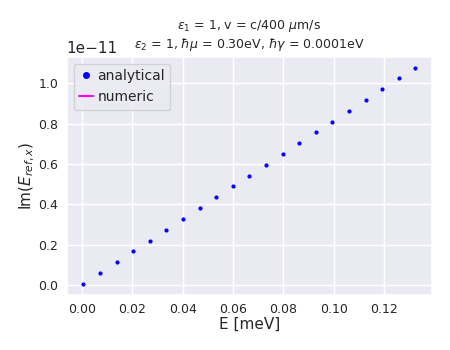 ε₁ = 1, v = c/400 μm/s
ε₂ = 1, ℏμ = 0.30eV, ℏγ = 0.0001eV
1e−11
analytical
numeric
1.0
0.8
0.6
0.4
0.2
0.0
Im(E_{ref,x})
0.00 0.02 0.04 0.06 0.08 0.10 0.12
E [meV]